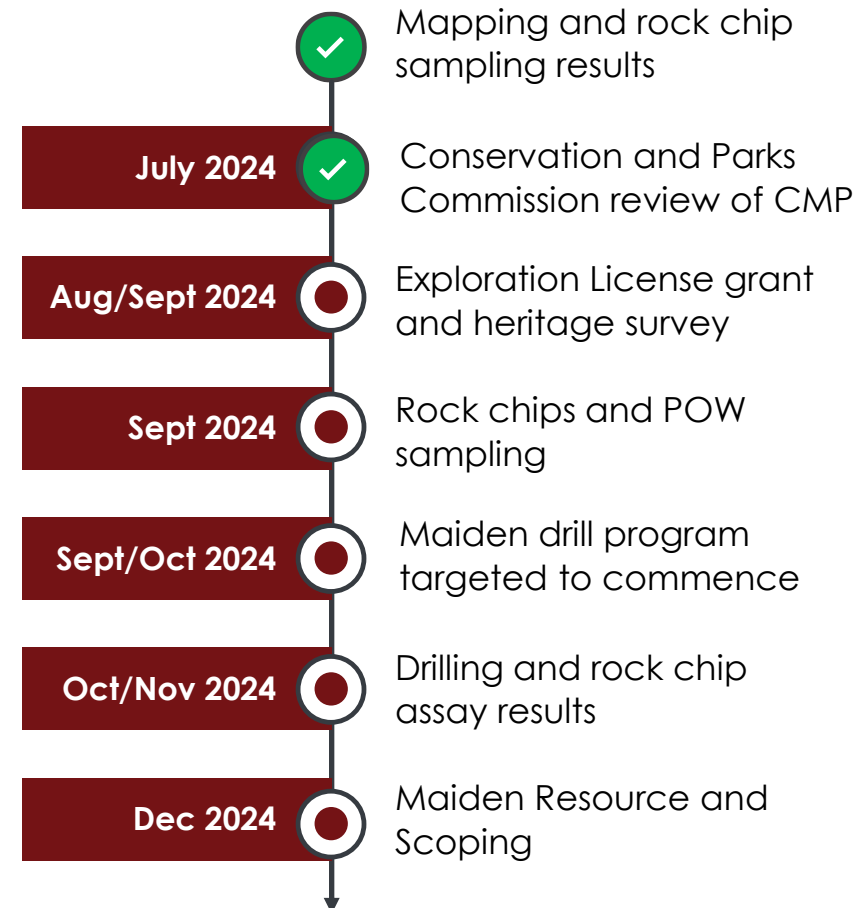 Mapping and rock chip
sampling results
July 2024
Conservation and Parks
Commission review of CMP
Aug/Sept 2024
Exploration License grant
and heritage survey
Sept 2024
Rock chips and POW
sampling
Sept/Oct 2024
Maiden drill program
targeted to commence
Oct/Nov 2024
Drilling and rock chip
assay results
Dec 2024
Maiden Resource and
Scoping